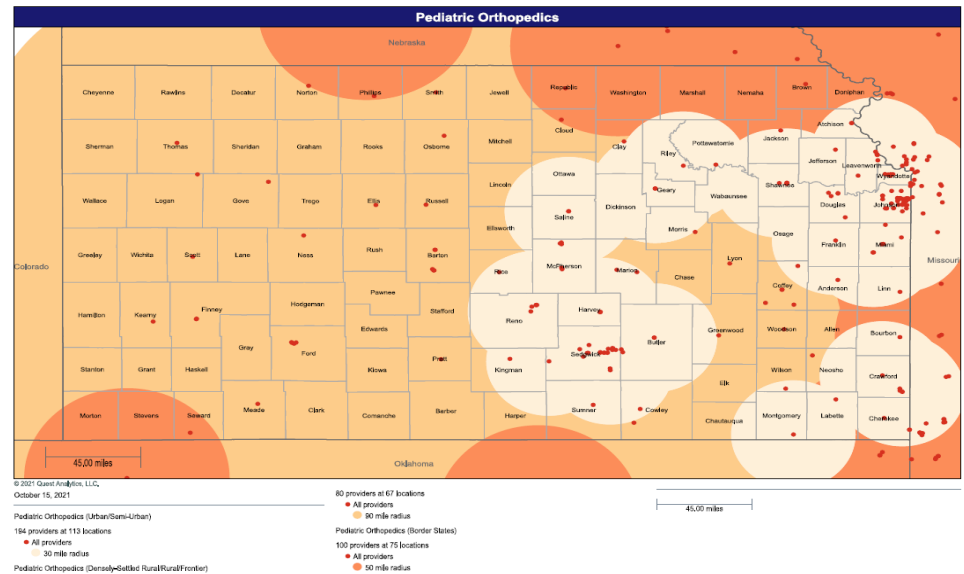 Pediatric Orthopedics
Nebraska
Cheyenne Rawlins Decatur Norton Phillips Smith Jewell Republic Washington Marshall Nemaha Brown Doniphan
Atchison
Sherman Thomas Sheridan Graham Rooks Osborne Mitchell Cloud Clay Riley Pottawatomie Jackson
Jefferson Leavenworth
Wyandotte
Wallace Logan Gove Trego Ellis Russell Lincoln Ottawa Geary Wabaunsee Shawnee Douglas Johnson
Saline Dickinson
Ellsworth Morris Osage
Colorado Greeley Wichita Scott Lane Ness Rush Barton Rice McPherson Marion Chase Lyon Franklin Miami Missouri
Pawnee Coffey Anderson Linn
Hamilton Kearny Finney Hodgeman Stafford Reno Harvey
Gray Ford Edwards Greenwood Woodson Allen Bourbon
Stanton Grant Haskell Kiowa Pratt Kingman Sedgwick Butler Elk Wilson Neosho Crawford
Morton Stevens Seward Meade Clark Comanche Barber Harper Sumner Cowley Chautauqua Montgomery Labette Cherokee
45.00 miles
Oklahoma
© 2021 Quest Analytics, LLC.
October 15, 2021
Pediatric Orthopedics (Urban/Semi-Urban)
194 providers at 113 locations
All providers
30 mile radius
Pediatric Orthopedics (Densely-Settled Rural/Rural/Frontier)
80 providers at 67 locations
All providers
90 mile radius
Pediatric Orthopedics (Border States)
100 providers at 75 locations
All providers
50 mile radius
45.00 miles